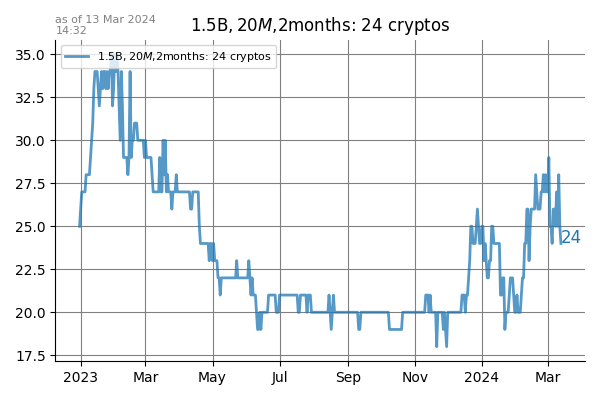 as of 13 Mar 2024
14:32
1.5B, 20M,2months: 24 cryptos
1.5B, 20M,2months: 24 cryptos
35.0
32.5
30.0
27.5
25.0
22.5
20.0
17.5
24
2023
Mar
May
Jul
Sep
Nov
2024
Mar